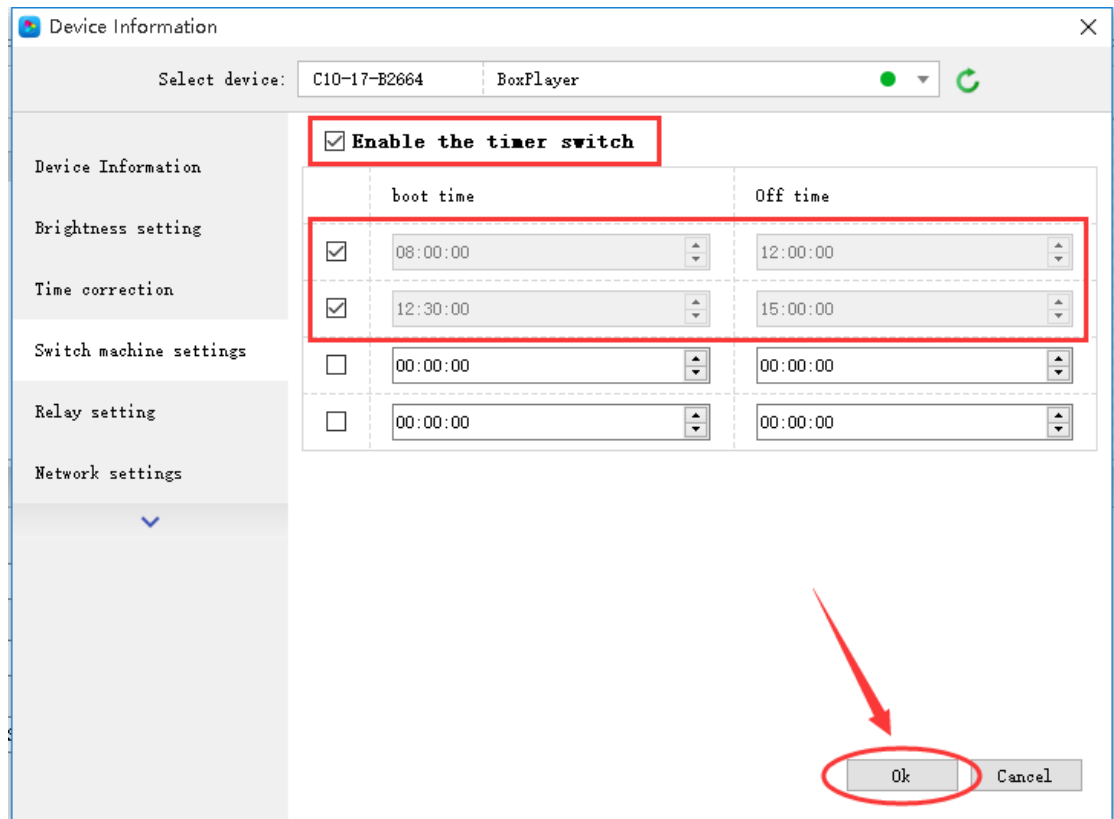 Device Information
Select device: C10-17-B2664 BoxPlayer
Enable the timer switch
Device Information
Brightness setting
Time correction
Switch machine settings
Relay setting
Network settings
boot time Off time
08:00:00 12:00:00
12:30:00 15:00:00
00:00:00 00:00:00
00:00:00 00:00:00
Ok Cancel